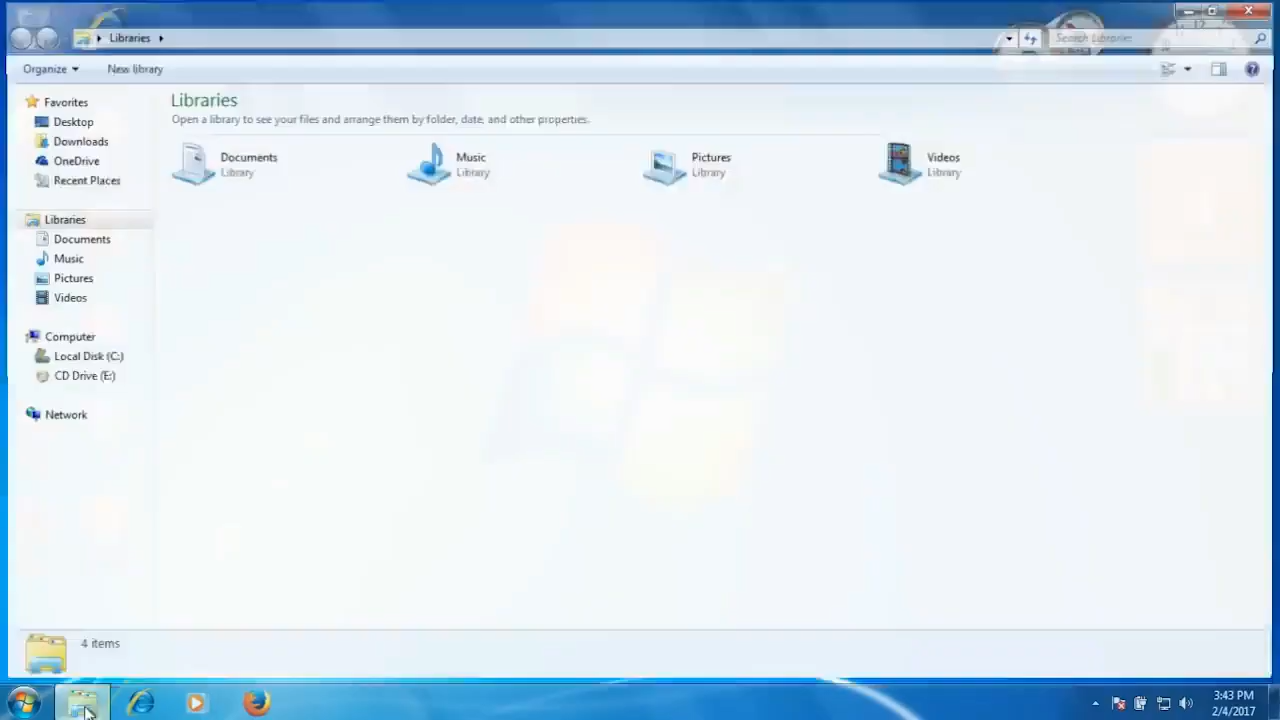 Libraries
Search Libraries
Organize
New library
Favorites
Desktop
Downloads
OneDrive
Recent Places
Libraries
Documents
Music
Pictures
Videos
Computer
Local Disk (C:)
CD Drive (E:)
Network
Libraries
Open a library to see your files and arrange them by folder, date, and other properties.
Documents
Library
Music
Library
Pictures
Library
Videos
Library
4 items
3:43 PM
2/4/2017